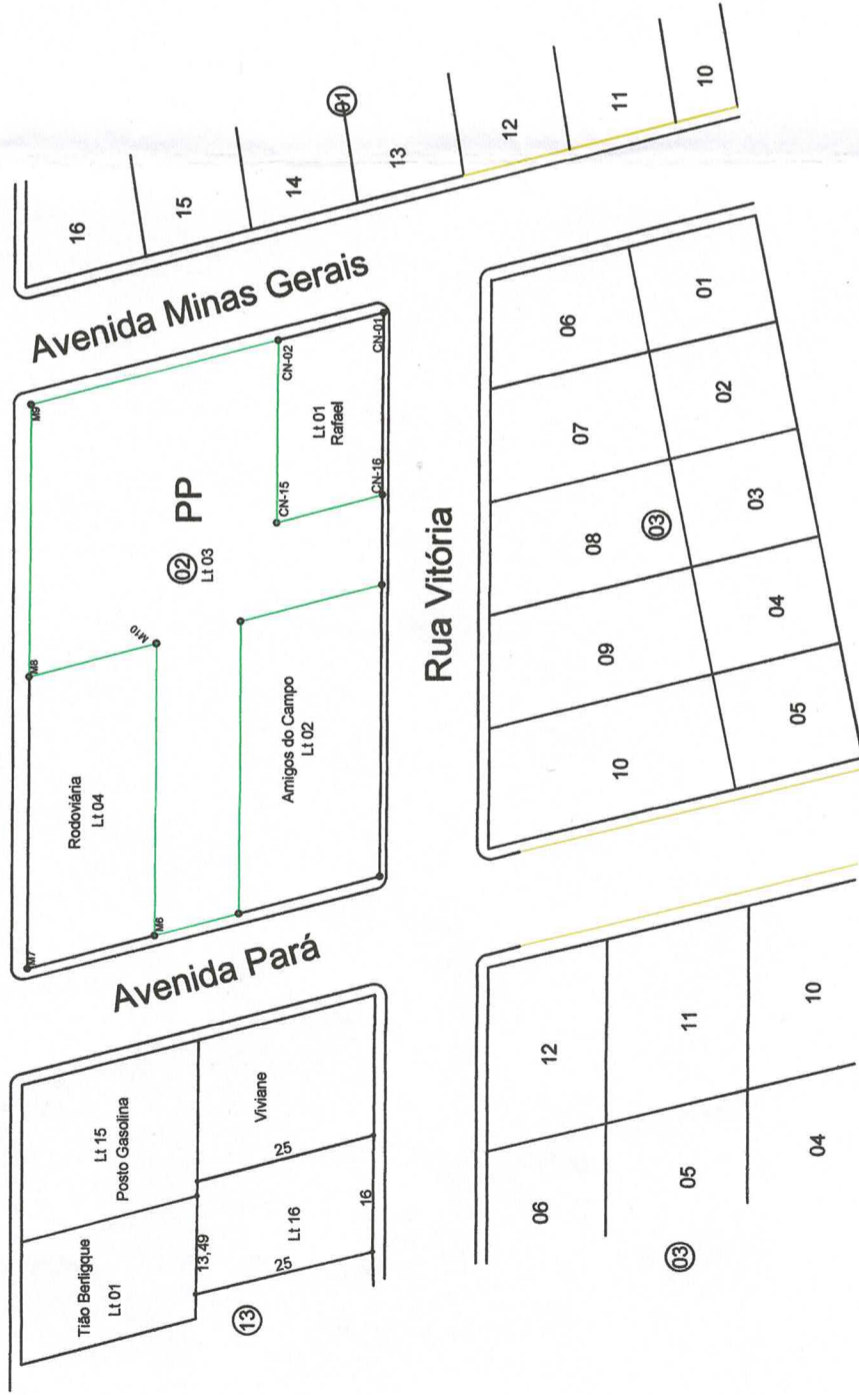 16
15
14
01
13
12
11
10
Avenida Minas Gerais
M9
CN-02
CN-01
M8
M10
PP
02
Lt 03
CN-15
CN-16
Lt 01
Rafael
Rodoviária
Lt 04
Amigos do Campo
Lt 02
M7
M6
Rua Vitória
Avenida Pará
06
01
07
02
08
03
03
09
04
10
05
Lt 15
Posto Gasolina
Viviane
Tião Berligque
Lt 01
13,49
25
Lt 16
25
16
13
12
11
10
06
05
04
03